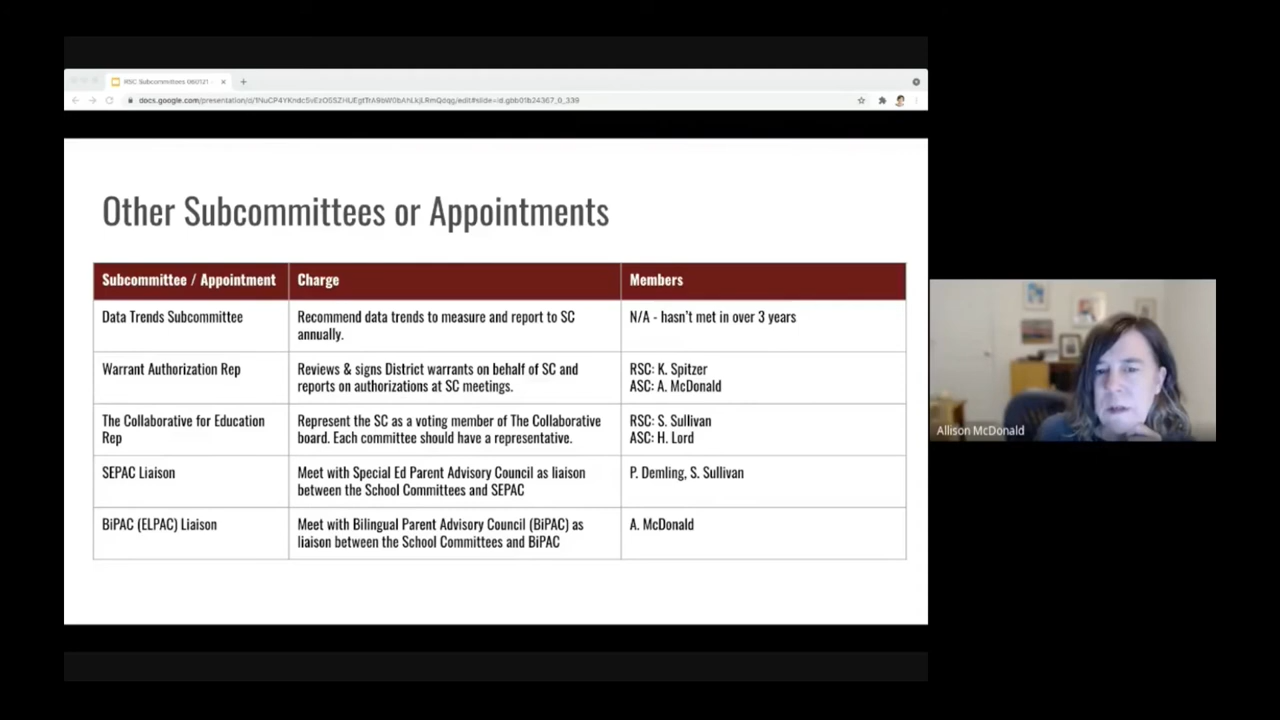 RSC Subcommittees 060121
Other Subcommittees or Appointments
Subcommittee / Appointment
Charge
Members
Data Trends Subcommittee
Recommend data trends to measure and report to SC
annually.
N/A - hasn't met in over 3 years
Warrant Authorization Rep
Reviews & signs District warrants on behalf of SC and
reports on authorizations at SC meetings.
RSC: K. Spitzer
ASC: A. McDonald
The Collaborative for Education
Rep
Represent the SC as a voting member of The Collaborative
board. Each committee should have a representative.
RSC: S. Sullivan
ASC: H. Lord
SEPAC Liaison
Meet with Special Ed Parent Advisory Council as liaison
between the School Committees and SEPAC
P. Demling, S. Sullivan
BiPAC (ELPAC) Liaison
Meet with Bilingual Parent Advisory Council (BiPAC) as
liaison between the School Committees and BiPAC
A. McDonald
Allison McDonald